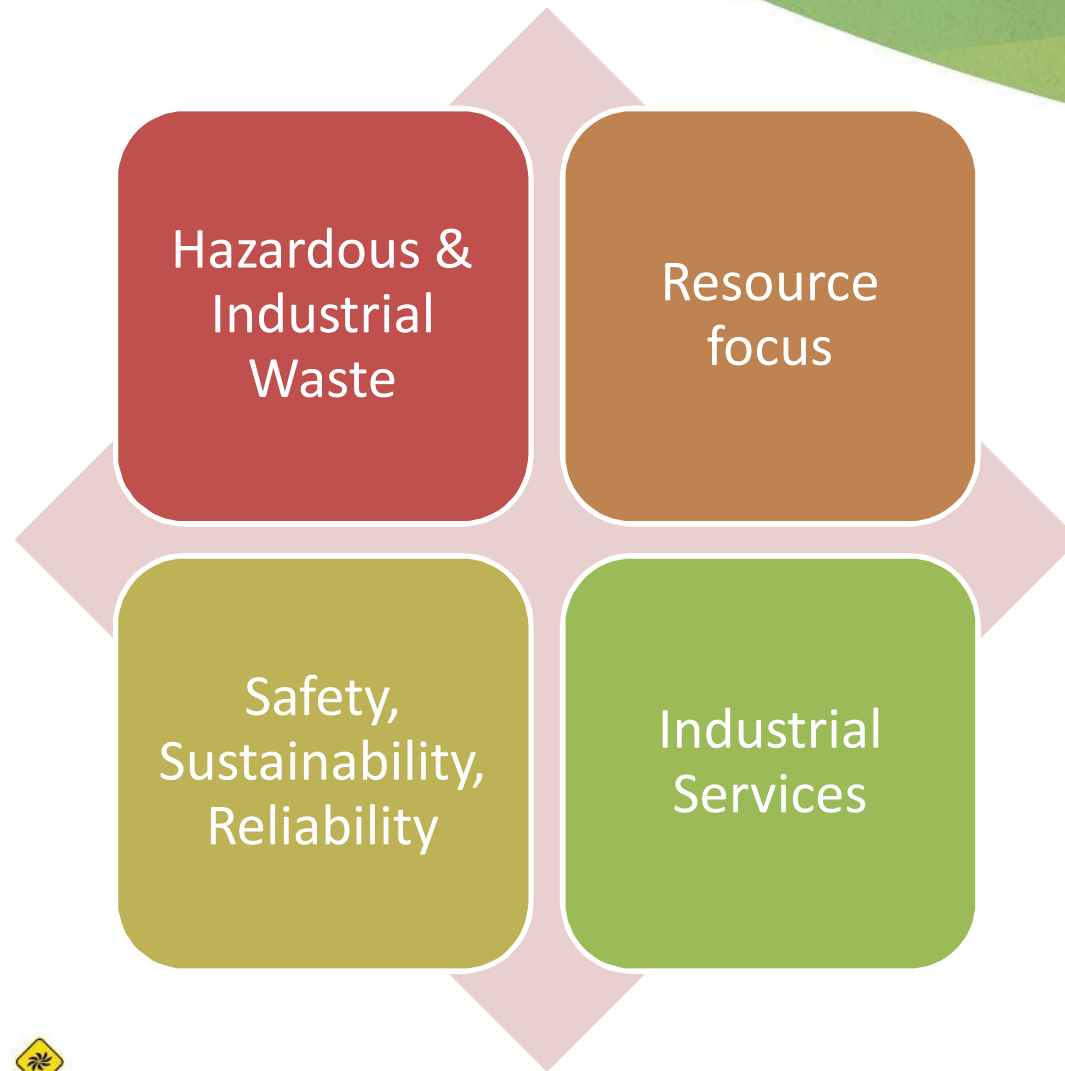 Hazardous &
Industrial
Waste
Resource
focus
Safety,
Sustainability,
Reliability
Industrial
Services